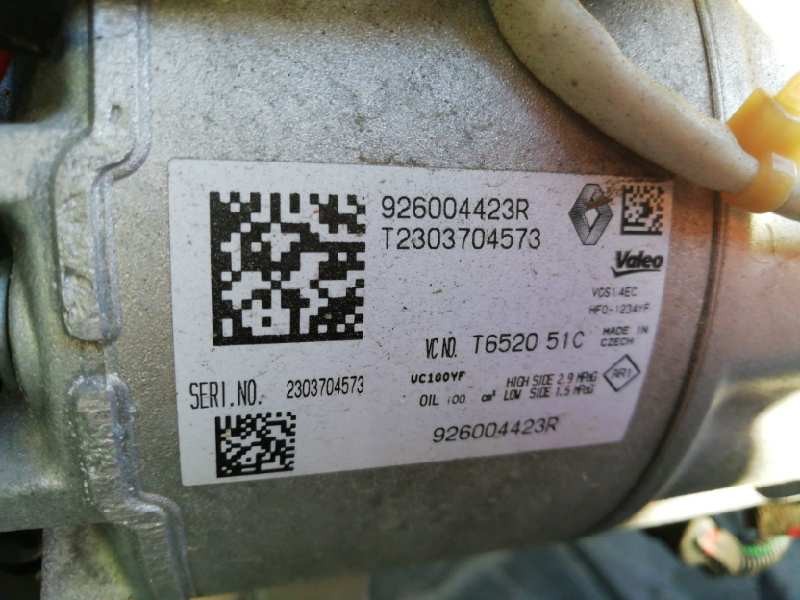 926004423R
T2303704573
Valeo
VCS14EC
HFO-1234YF
VC NO. T6520 51C
MADE IN
CZECH
SERI.NO. 2303704573
VC100YF
OIL 100 cm³
HIGH SIDE 2.9 MPaG
LOW SIDE 1.5 MPaG
AR1
926004423R